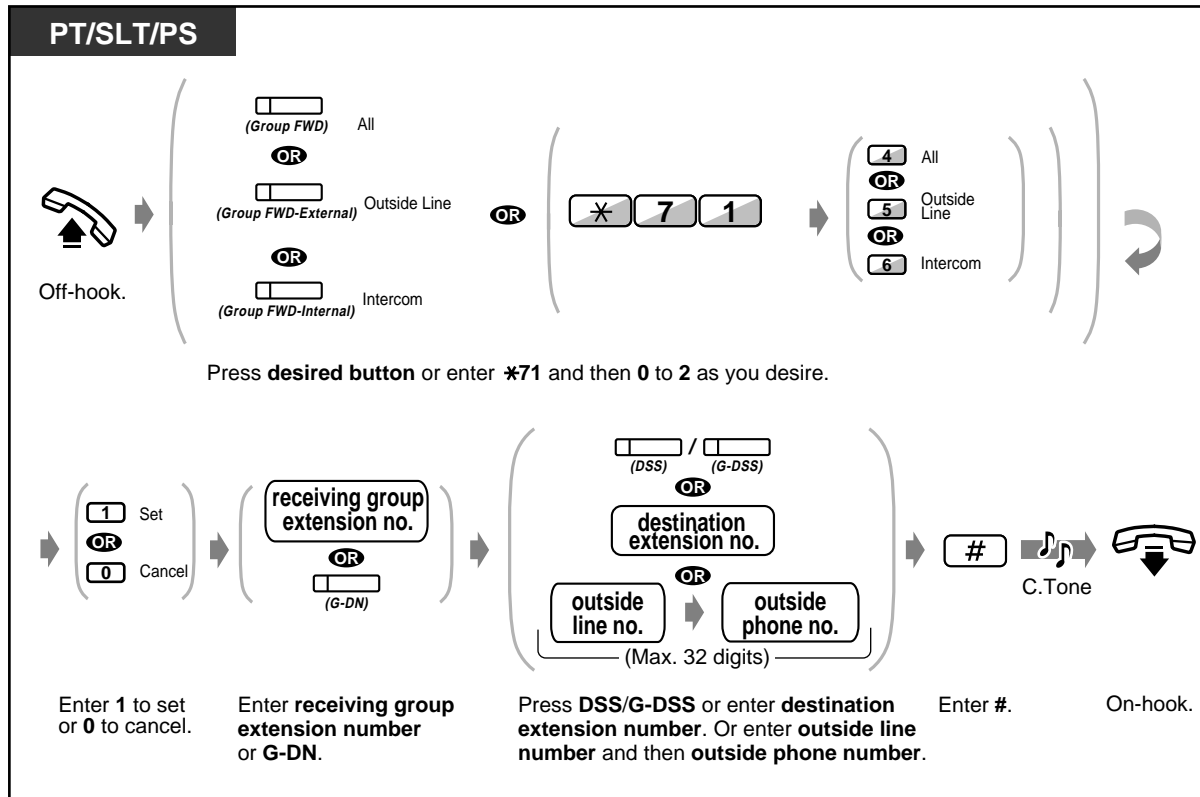 PT/SLT/PS
Off-hook.
(Group FWD) All
OR
(Group FWD-External) Outside Line
OR
(Group FWD-Internal) Intercom
OR
* 7 1
4 All
OR
5 Outside
Line
OR
6 Intercom
Press desired button or enter *71 and then 0 to 2 as you desire.
1 Set
OR
0 Cancel
Enter 1 to set
or 0 to cancel.
receiving group
extension no.
OR
(G-DN)
Enter receiving group
extension number
or G-DN.
(DSS) / (G-DSS)
OR
destination
extension no.
OR
outside
line no.
outside
phone no.
(Max. 32 digits)
Press DSS/G-DSS or enter destination
extension number. Or enter outside line
number and then outside phone number.
#
Enter #.
C.Tone
On-hook.